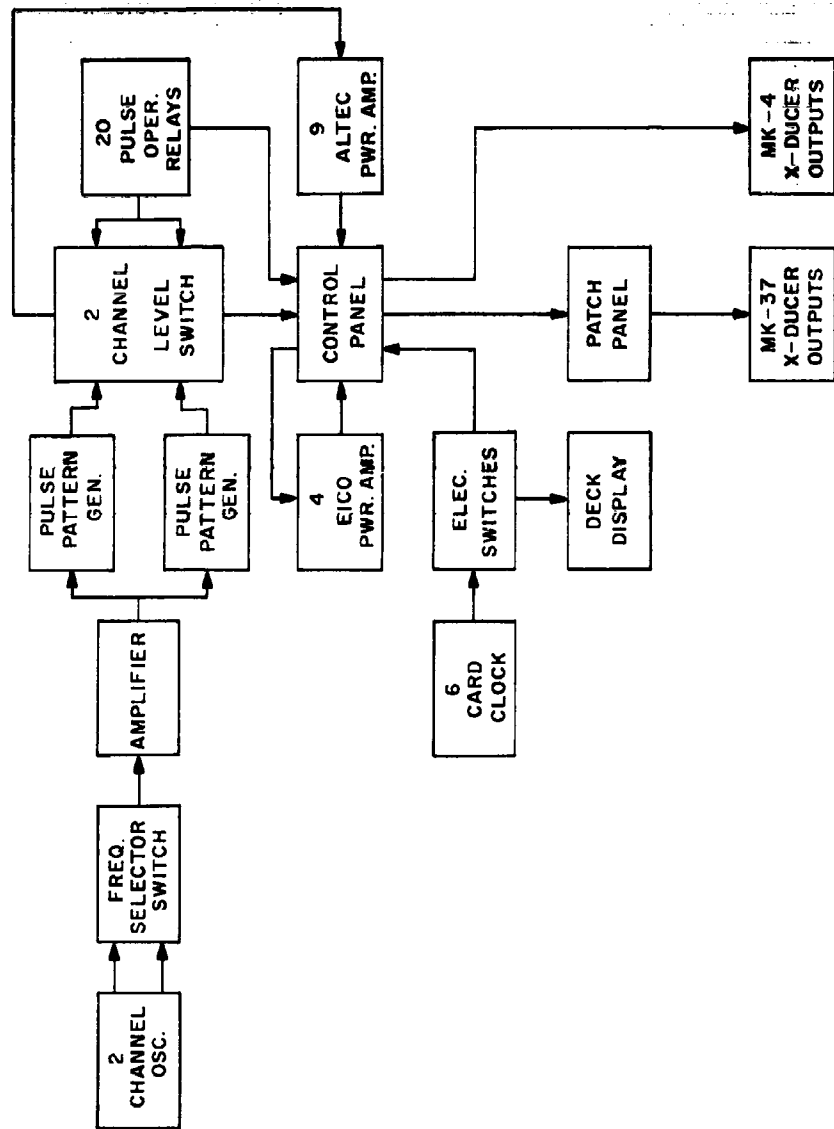 2
CHANNEL
OSC.
FREQ.
SELECTOR
SWITCH
AMPLIFIER
PULSE
PATTERN
GEN.
PULSE
PATTERN
GEN.
2
CHANNEL
LEVEL
SWITCH
20
PULSE
OPER.
RELAYS
4
EICO
PWR. AMP.
CONTROL
PANEL
9
ALTEC
PWR. AMP.
6
CARD
CLOCK
ELEC.
SWITCHES
DECK
DISPLAY
PATCH
PANEL
MK-37
X-DUCER
OUTPUTS
MK-4
X-DUCER
OUTPUTS